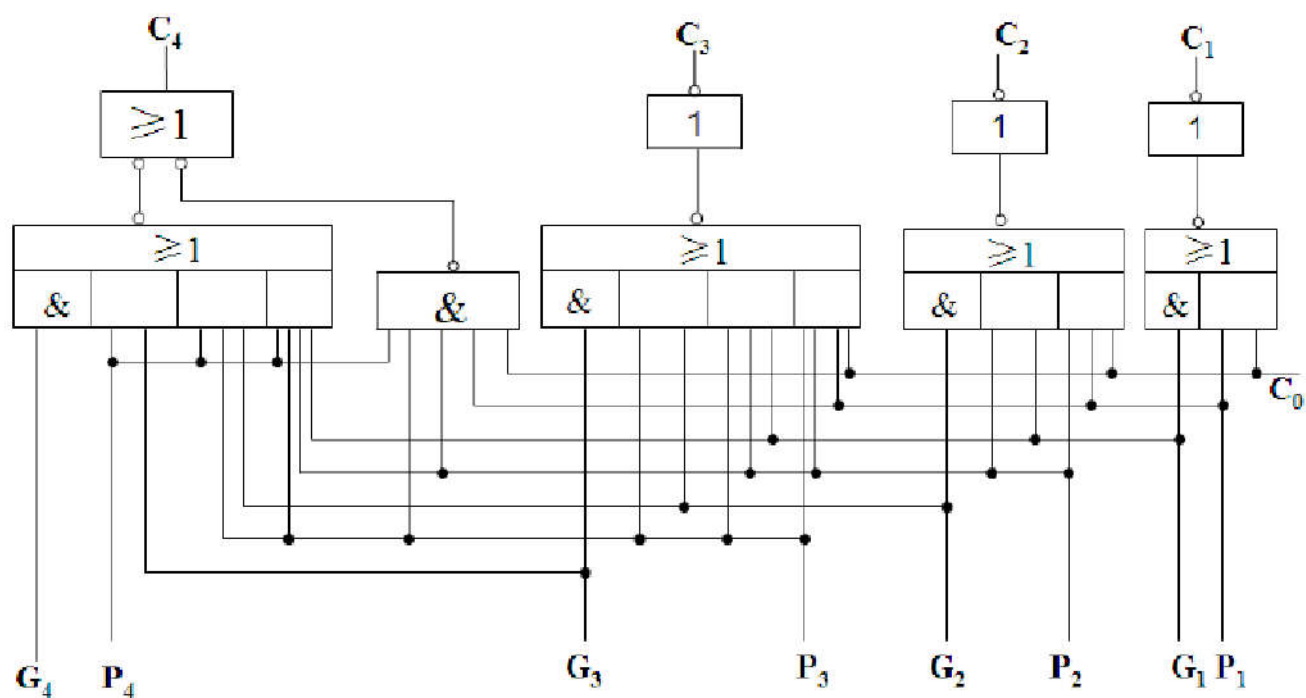 C₄ C₃ C₂ C₁
≥1 1 1 1
≥1 ≥1 ≥1 ≥1
& & & & &
C₀
G₄ P₄ G₃ P₃ G₂ P₂ G₁ P₁